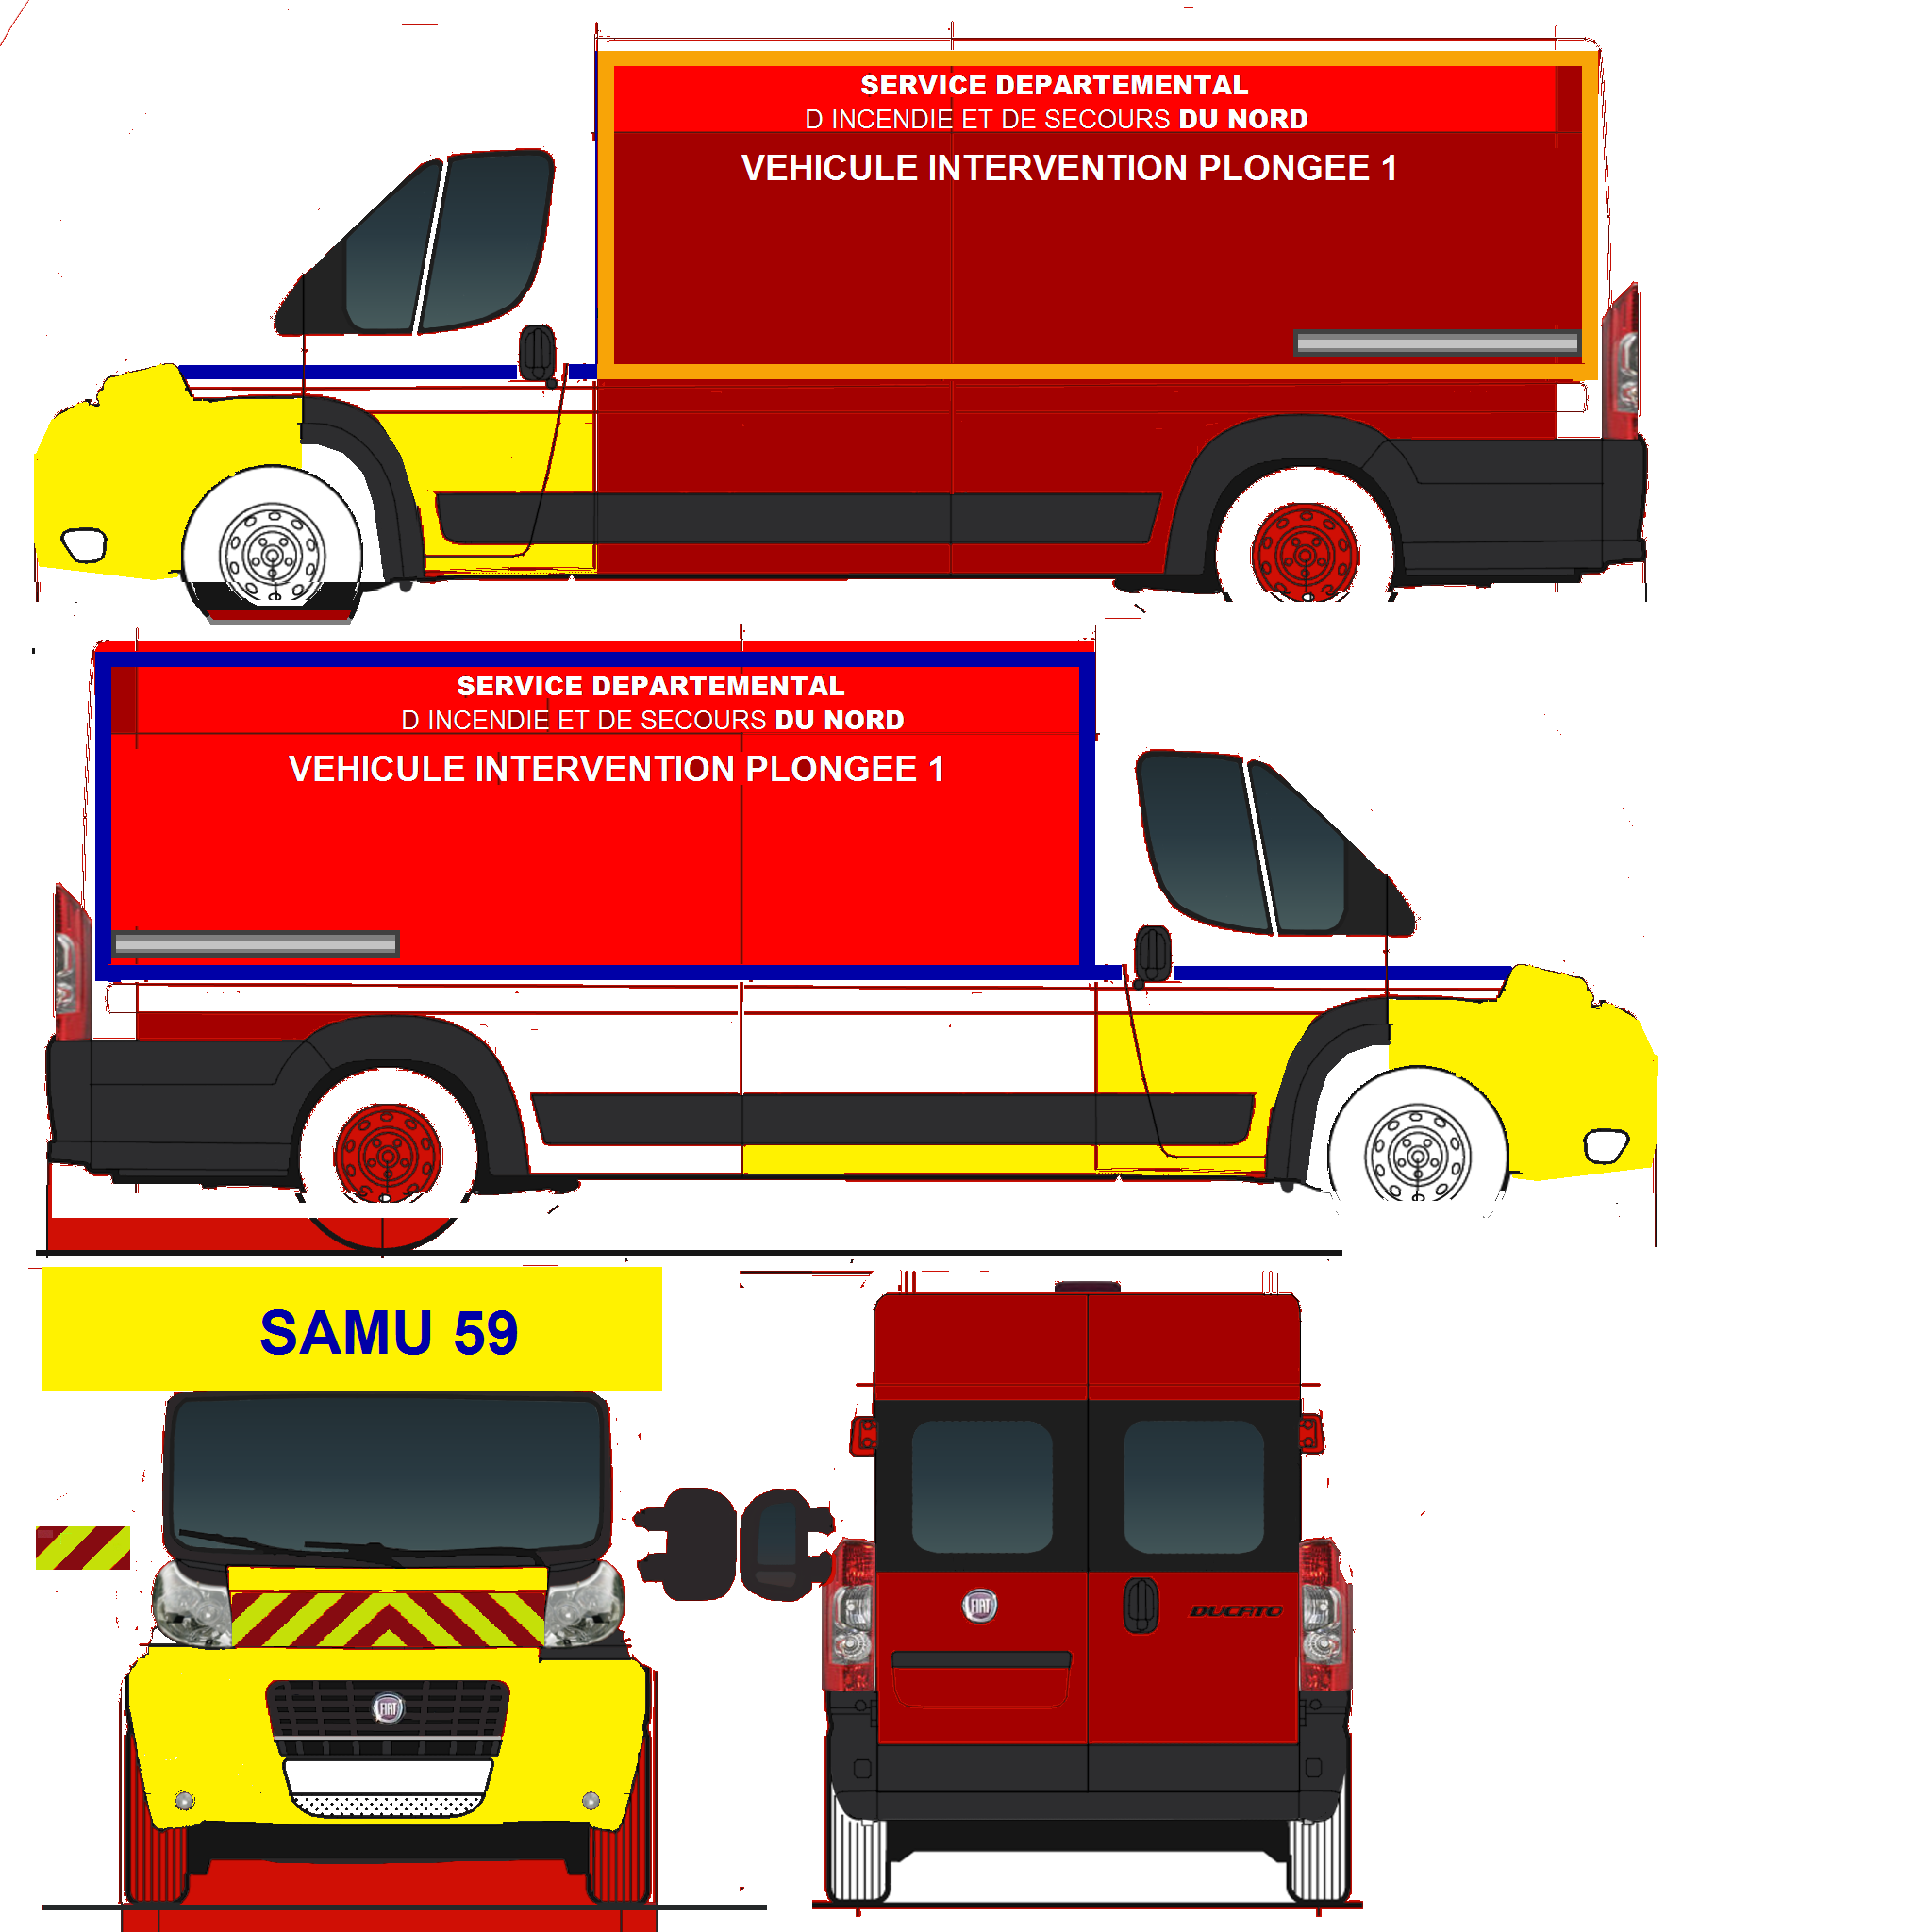 SERVICE DEPARTEMENTAL
D INCENDIE ET DE SECOURS DU NORD
VEHICULE INTERVENTION PLONGEE 1
SERVICE DEPARTEMENTAL
D INCENDIE ET DE SECOURS DU NORD
VEHICULE INTERVENTION PLONGEE 1
SAMU 59
FIAT
DUCATO
FIAT